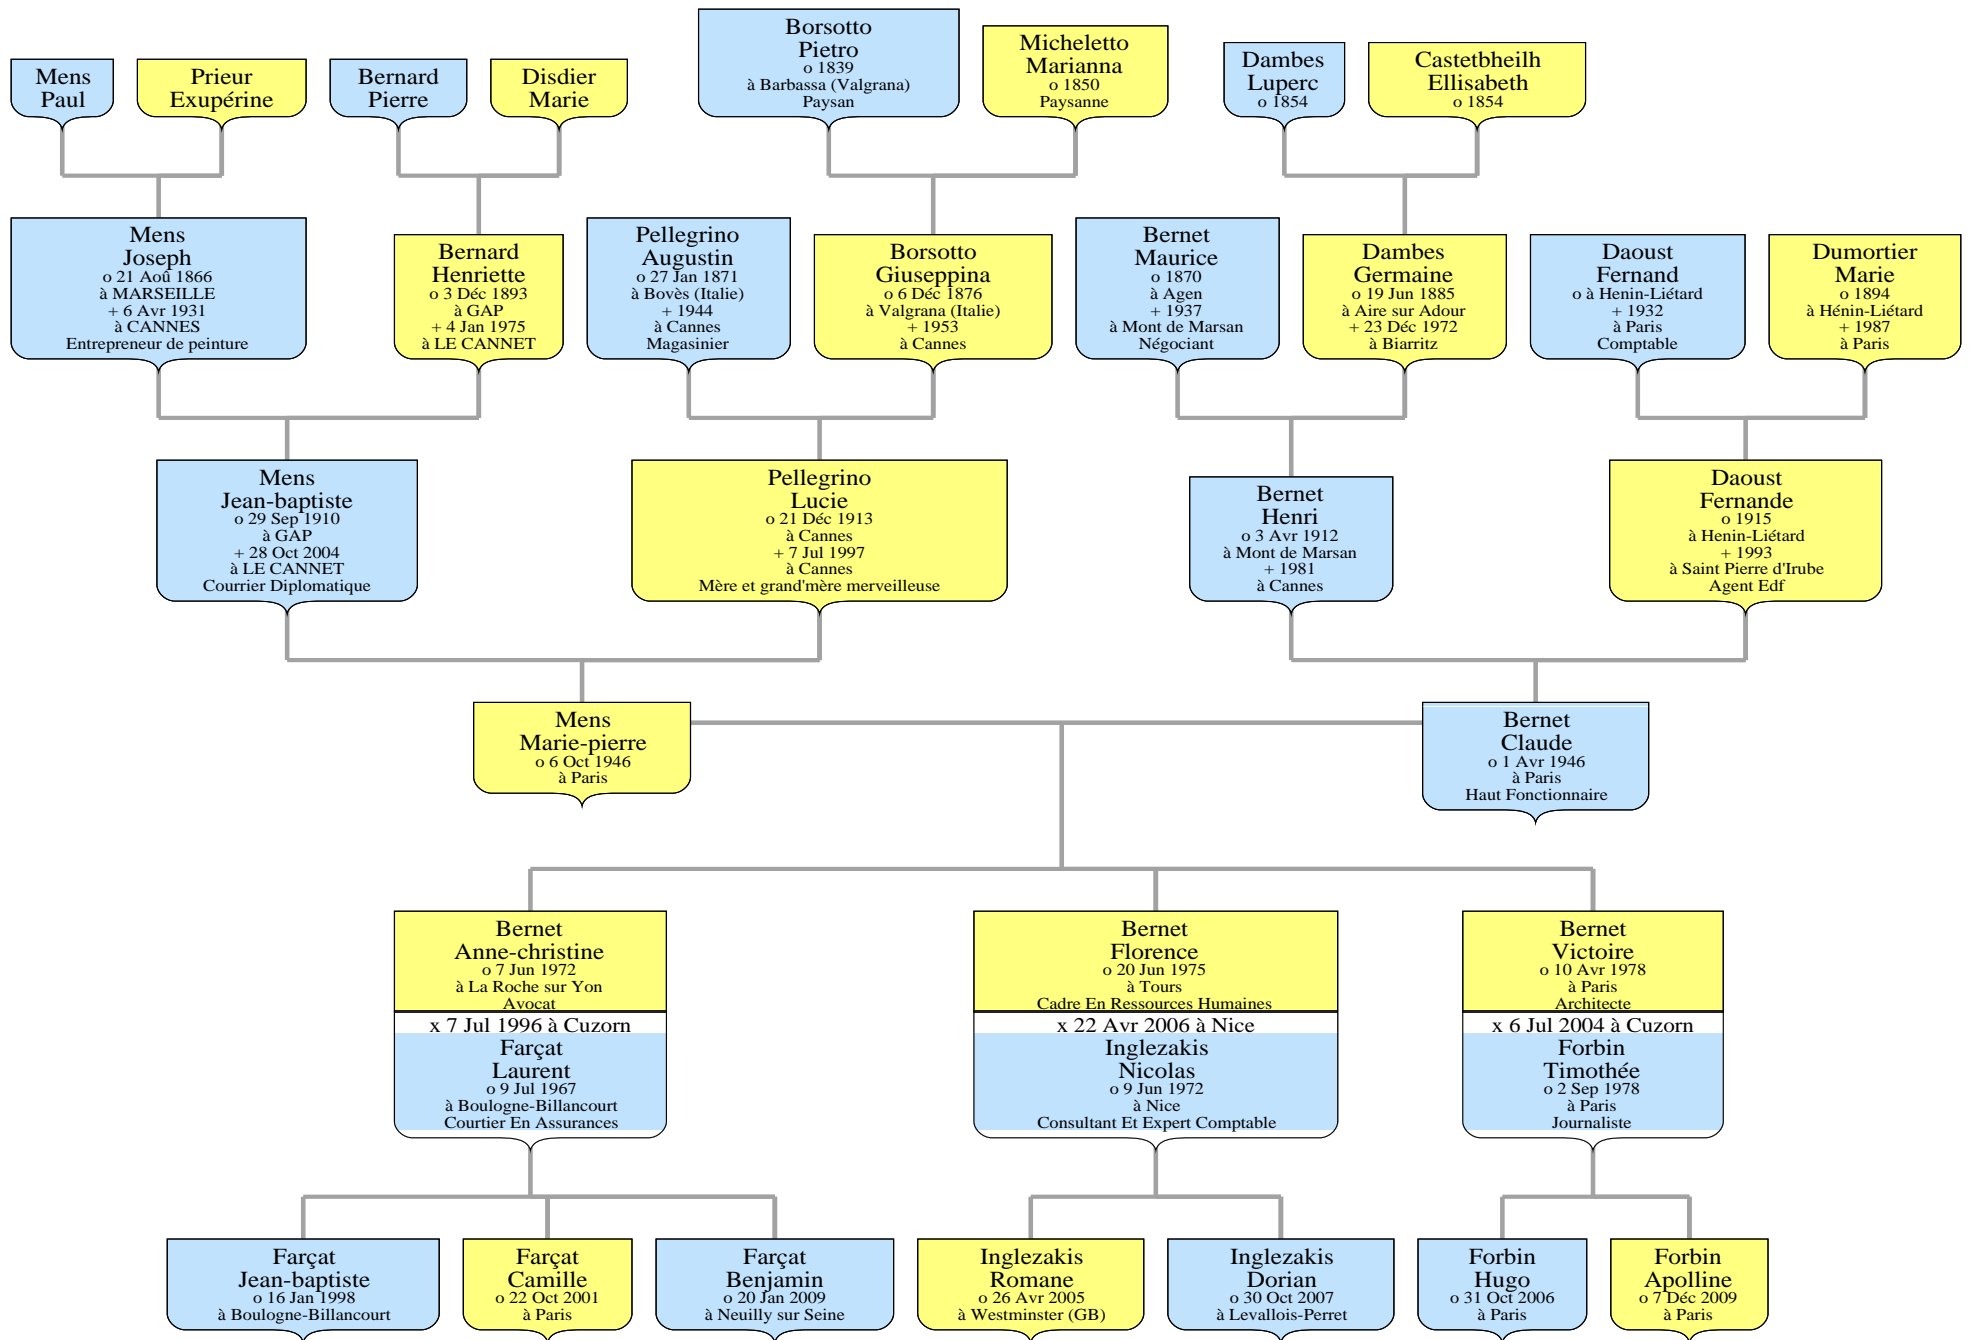 Mens
Paul
Prieur
Exupérine
Bernard
Pierre
Disdier
Marie
Borsotto
Pietro
o 1839
à Barbassa (Valgrana)
Paysan
Micheletto
Marianna
o 1850
Paysanne
Dambes
Luperc
o 1854
Castetbheilh
Ellisabeth
o 1854
Mens
Joseph
o 21 Aoû 1866
à MARSEILLE
+ 6 Avr 1931
à CANNES
Entrepreneur de peinture
Bernard
Henriette
o 3 Déc 1893
à GAP
+ 4 Jan 1975
à LE CANNET
Pellegrino
Augustin
o 27 Jan 1871
à Bovès (Italie)
+ 1944
à Cannes
Magasinier
Borsotto
Giuseppina
o 6 Déc 1876
à Valgrana (Italie)
+ 1953
à Cannes
Bernet
Maurice
o 1870
à Agen
+ 1937
à Mont de Marsan
Négociant
Dambes
Germaine
o 19 Jun 1885
à Aire sur Adour
+ 23 Déc 1972
à Biarritz
Daoust
Fernand
o à Henin-Liétard
+ 1932
à Paris
Comptable
Dumortier
Marie
o 1894
à Hénin-Liétard
+ 1987
à Paris
Mens
Jean-baptiste
o 29 Sep 1910
à GAP
+ 28 Oct 2004
à LE CANNET
Courrier Diplomatique
Pellegrino
Lucie
o 21 Déc 1913
à Cannes
+ 7 Jul 1997
à Cannes
Mère et grand'mère merveilleuse
Bernet
Henri
o 3 Avr 1912
à Mont de Marsan
+ 1981
à Cannes
Daoust
Fernande
o 1915
à Henin-Liétard
+ 1993
à Saint Pierre d'Irube
Agent Edf
Mens
Marie-pierre
o 6 Oct 1946
à Paris
Bernet
Claude
o 1 Avr 1946
à Paris
Haut Fonctionnaire
Bernet
Anne-christine
o 7 Jun 1972
à La Roche sur Yon
Avocat
x 7 Jul 1996 à Cuzorn
Farçat
Laurent
o 9 Jul 1967
à Boulogne-Billancourt
Courtier En Assurances
Bernet
Florence
o 20 Jun 1975
à Tours
Cadre En Ressources Humaines
x 22 Avr 2006 à Nice
Inglezakis
Nicolas
o 9 Jun 1972
à Nice
Consultant Et Expert Comptable
Bernet
Victoire
o 10 Avr 1978
à Paris
Architecte
x 6 Jul 2004 à Cuzorn
Forbin
Timothée
o 2 Sep 1978
à Paris
Journaliste
Farçat
Jean-baptiste
o 16 Jan 1998
à Boulogne-Billancourt
Farçat
Camille
o 22 Oct 2001
à Paris
Farçat
Benjamin
o 20 Jan 2009
à Neuilly sur Seine
Inglezakis
Romane
o 26 Avr 2005
à Westminster (GB)
Inglezakis
Dorian
o 30 Oct 2007
à Levallois-Perret
Forbin
Hugo
o 31 Oct 2006
à Paris
Forbin
Apolline
o 7 Déc 2009
à Paris